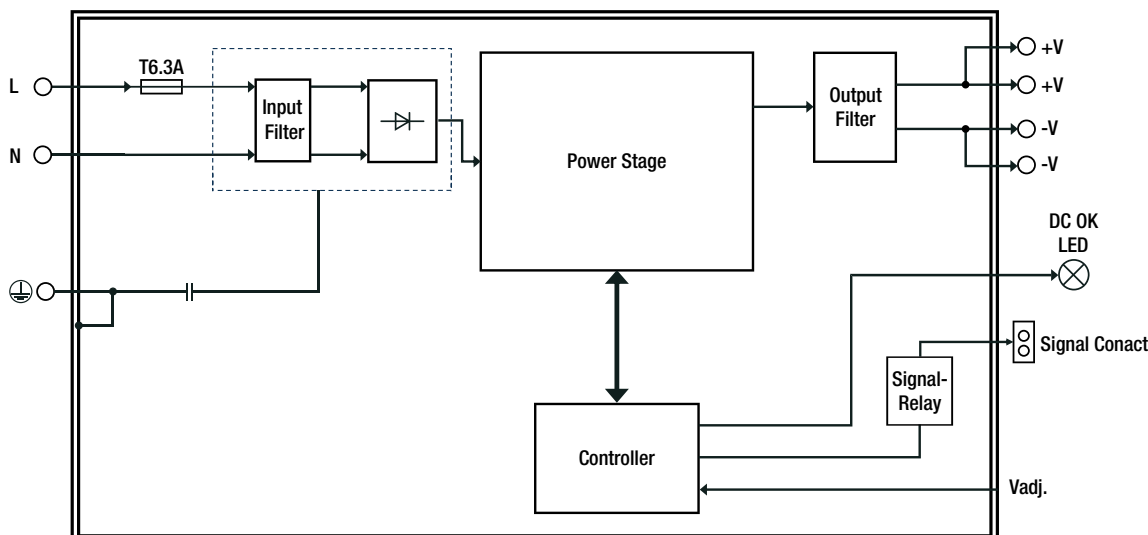 L
T6.3A
N
Input
Filter
Power Stage
Output
Filter
+V
+V
-V
-V
DC OK
LED
Signal Conact
Signal-
Relay
Controller
Vadj.